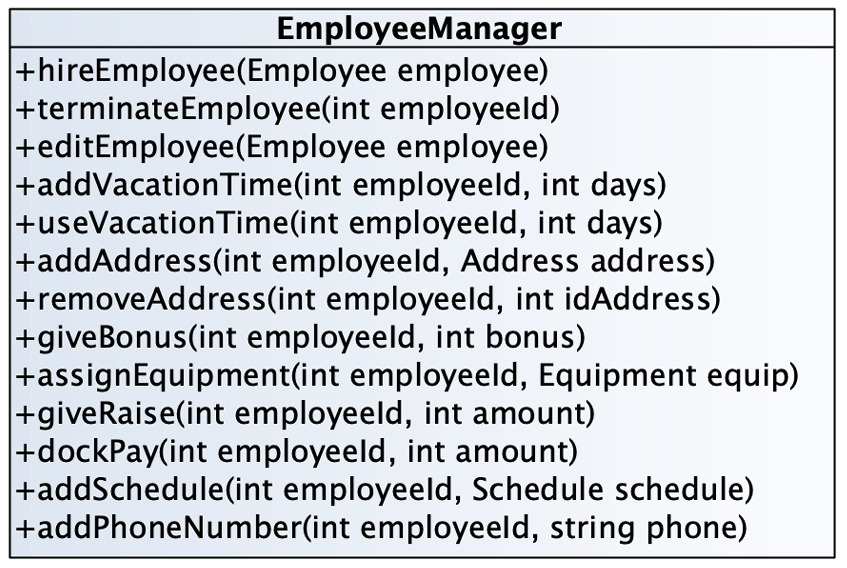 EmployeeManager
+hireEmployee(Employee employee)
+terminateEmployee(int employeeId)
+editEmployee(Employee employee)
+addVacationTime(int employeeId, int days)
+useVacationTime(int employeeId, int days)
+addAddress(int employeeId, Address address)
+removeAddress(int employeeId, int idAddress)
+giveBonus(int employeeId, int bonus)
+assignEquipment(int employeeId, Equipment equip)
+giveRaise(int employeeId, int amount)
+dockPay(int employeeId, int amount)
+addSchedule(int employeeId, Schedule schedule)
+addPhoneNumber(int employeeId, string phone)